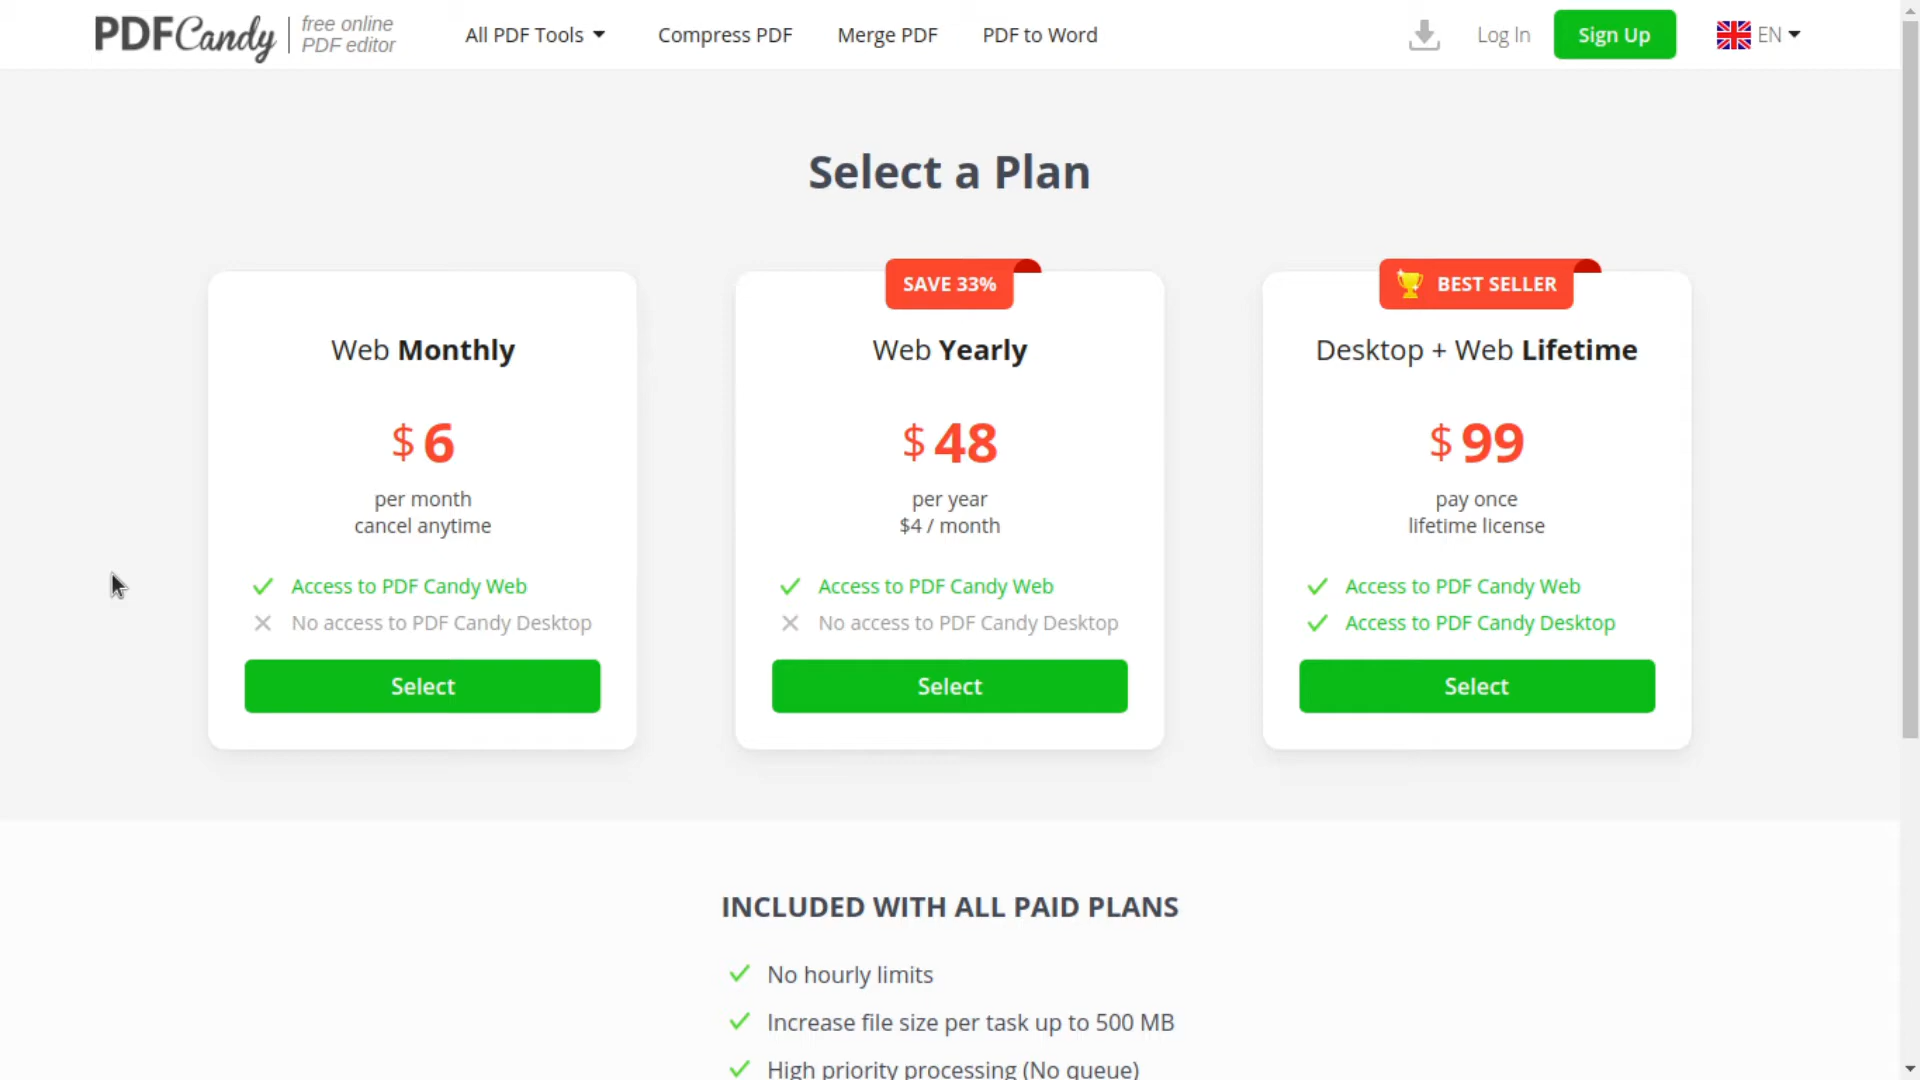 PDFCandy free online PDF editor
All PDF Tools Compress PDF Merge PDF PDF to Word Log In Sign Up EN
Select a Plan
Web Monthly
$ 6
per month
cancel anytime
Access to PDF Candy Web
No access to PDF Candy Desktop
Select
SAVE 33%
Web Yearly
$ 48
per year
$4 / month
Access to PDF Candy Web
No access to PDF Candy Desktop
Select
BEST SELLER
Desktop + Web Lifetime
$ 99
pay once
lifetime license
Access to PDF Candy Web
Access to PDF Candy Desktop
Select
INCLUDED WITH ALL PAID PLANS
No hourly limits
Increase file size per task up to 500 MB
High priority processing (No queue)